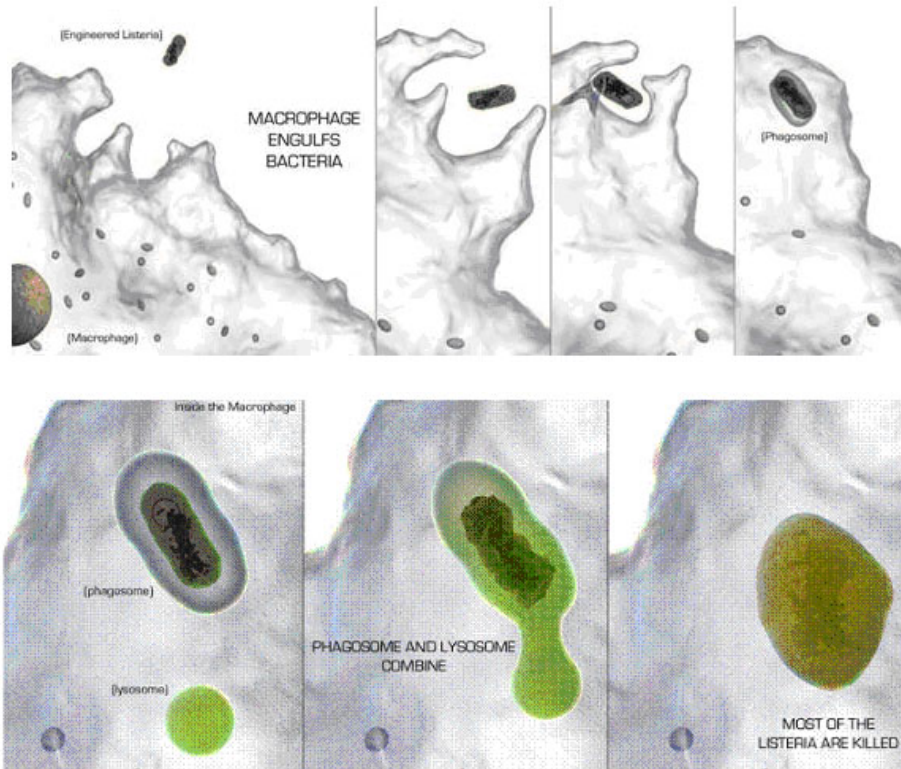 (Engineered Listeria)
MACROPHAGE
ENGULFS
BACTERIA
(Macrophage)
(Phagosome)
Inside the Macrophage
(phagosome)
(lysosome)
PHAGOSOME AND LYSOSOME
COMBINE
MOST OF THE
LISTERIA ARE KILLED